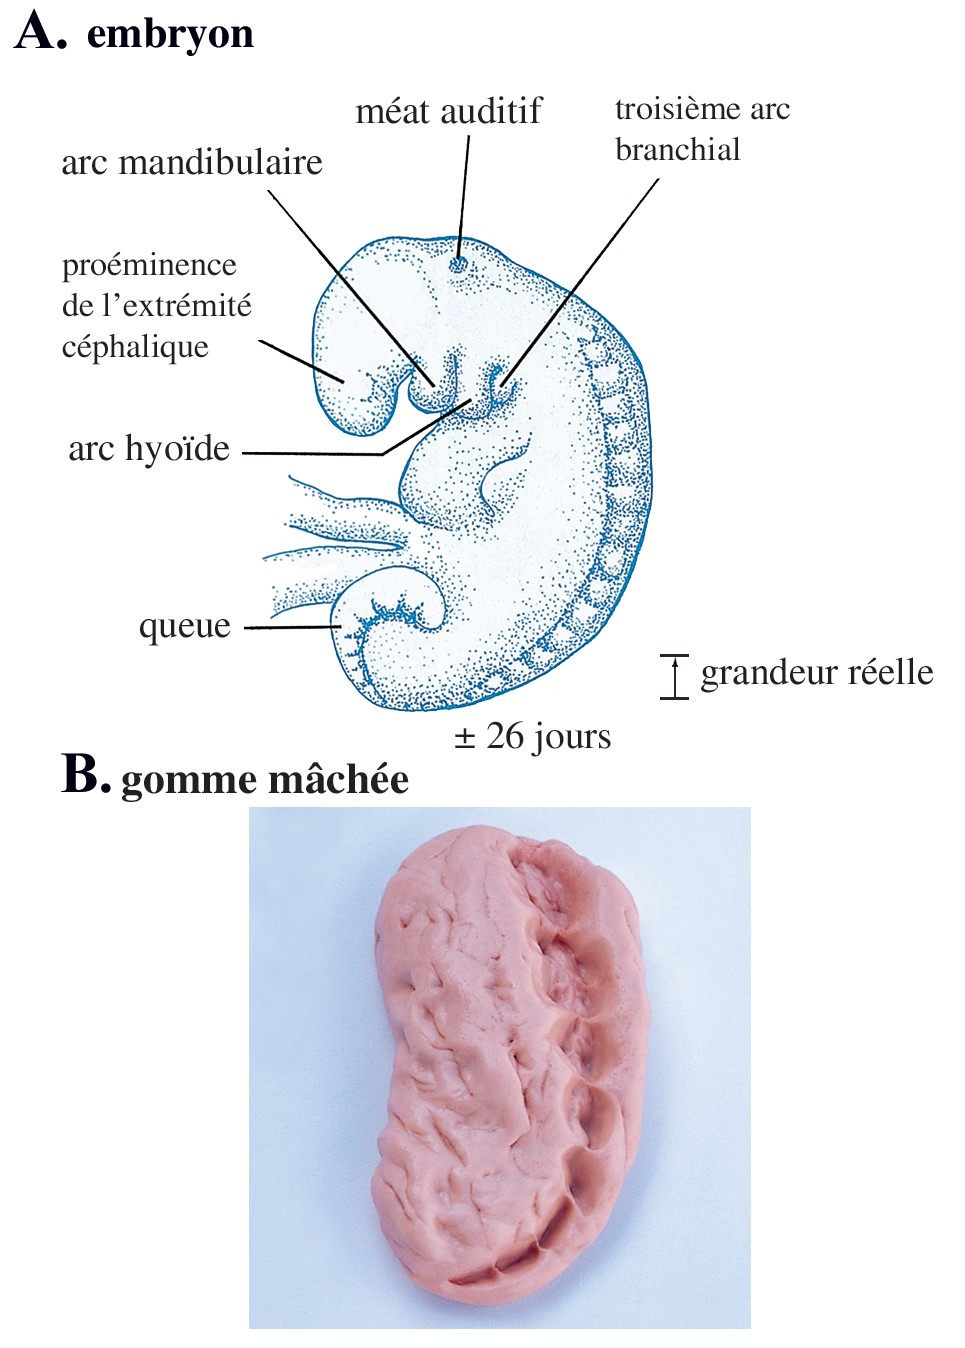 A. embryon
méat auditif
troisième arc
branchial
arc mandibulaire
proéminence
de l'extrémité
céphalique
arc hyoïde
queue
grandeur réelle
± 26 jours
B. gomme mâchée